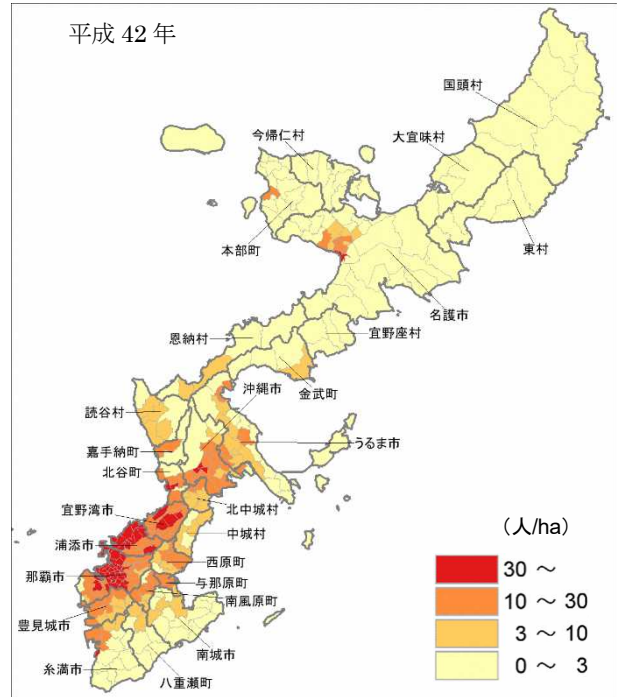 平成 42 年
国頭村
今帰仁村
大宜味村
本部町
東村
名護市
恩納村
宜野座村
金武町
沖縄市
読谷村
うるま市
嘉手納町
北谷町
北中城村
宜野湾市
中城村
浦添市
西原町
那覇市
与那原町
南風原町
豊見城市
南城市
糸満市
八重瀬町
(人/ha)
30 ～
10 ～ 30
3 ～ 10
0 ～ 3